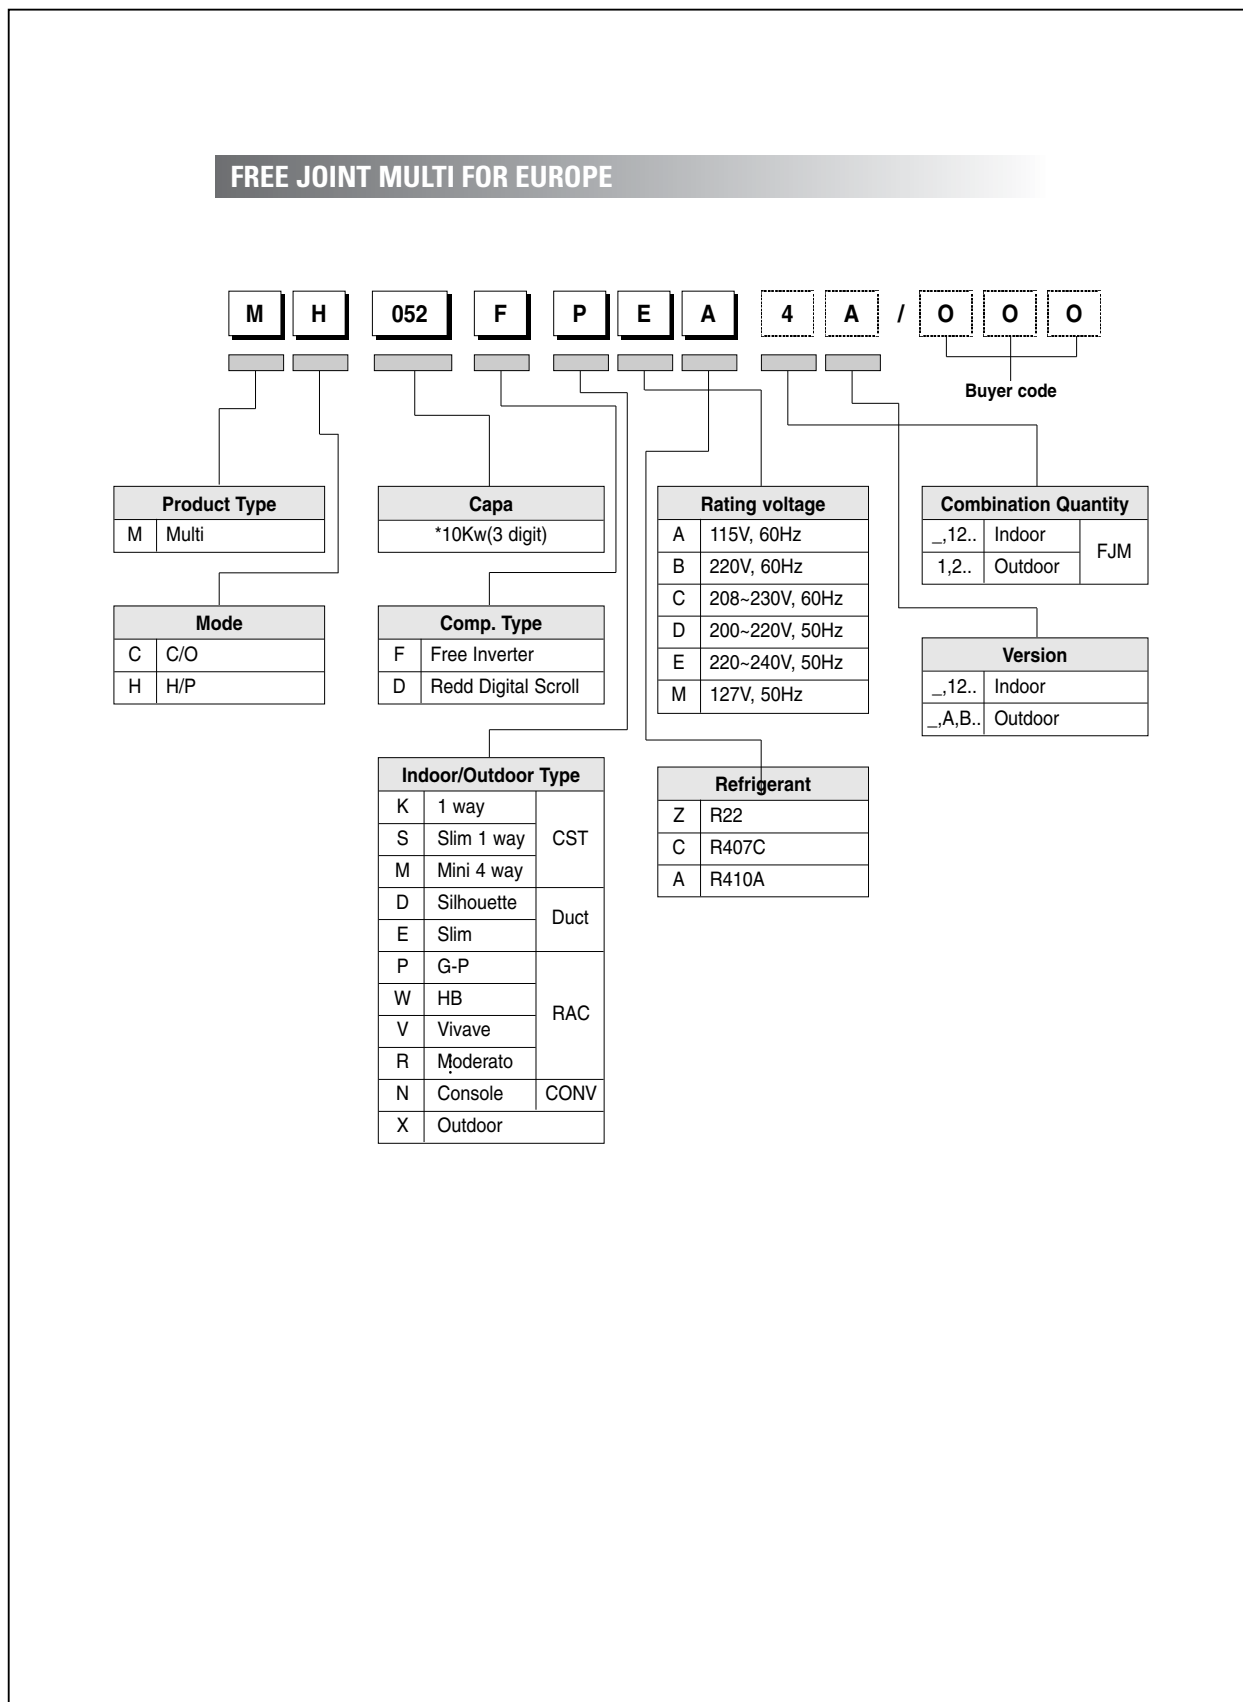 FREE JOINT MULTI FOR EUROPE
M H 052 F P E A 4 A / O O O
Buyer code
Product Type
M Multi
Mode
C C/O
H H/P
Capa
*10Kw(3 digit)
Comp. Type
F Free Inverter
D Redd Digital Scroll
Indoor/Outdoor Type
K 1 way
S Slim 1 way CST
M Mini 4 way
D Silhouette
Duct
E Slim
P G-P
W HB
RAC
V Vivave
R Moderato
N Console CONV
X Outdoor
Rating voltage
A 115V, 60Hz
B 220V, 60Hz
C 208~230V, 60Hz
D 200~220V, 50Hz
E 220~240V, 50Hz
M 127V, 50Hz
Refrigerant
Z R22
C R407C
A R410A
Combination Quantity
_,12.. Indoor
FJM
1,2.. Outdoor
Version
_,12.. Indoor
_,A,B.. Outdoor